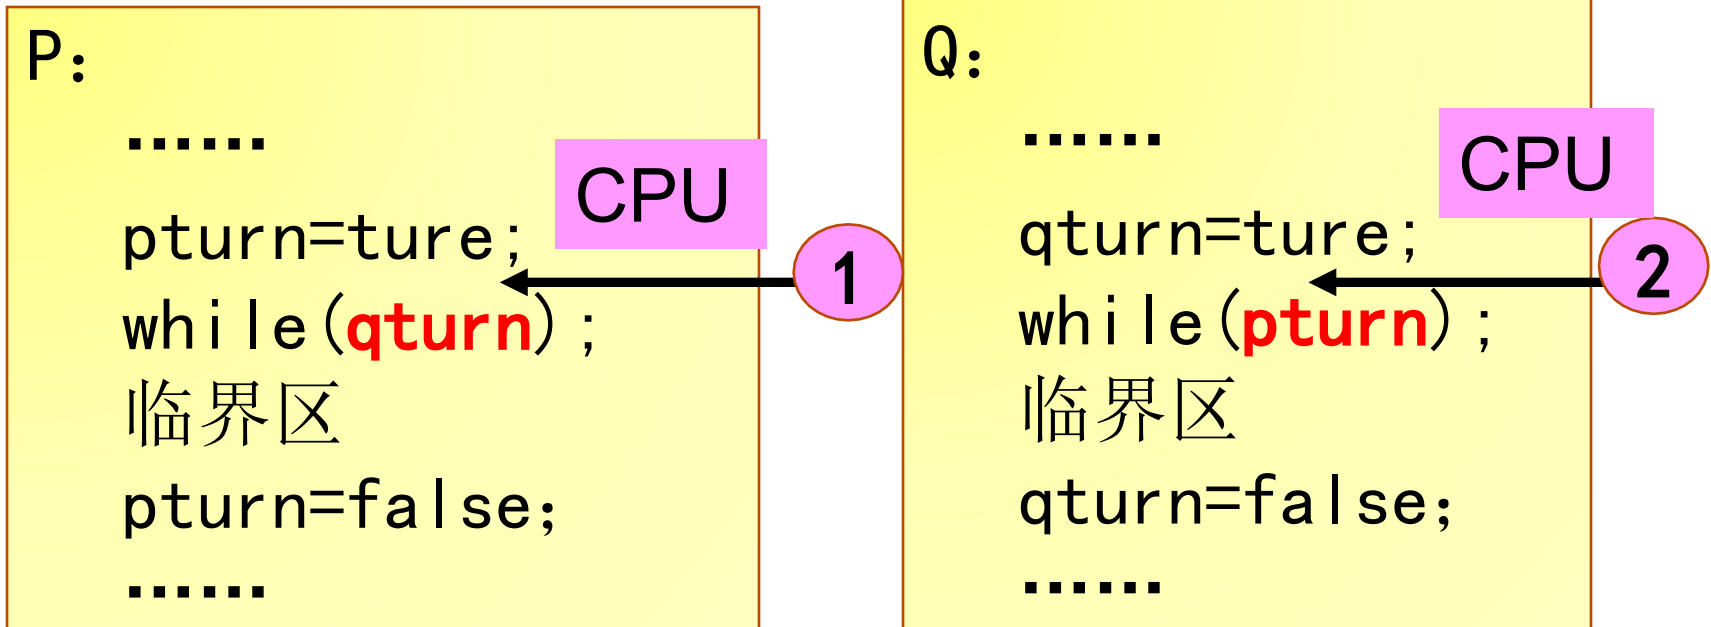 P：
……
CPU
pturn=ture;
1
while(qturn);
临界区
pturn=false；
……
Q：
……
CPU
qturn=ture;
2
while(pturn);
临界区
qturn=false；
……